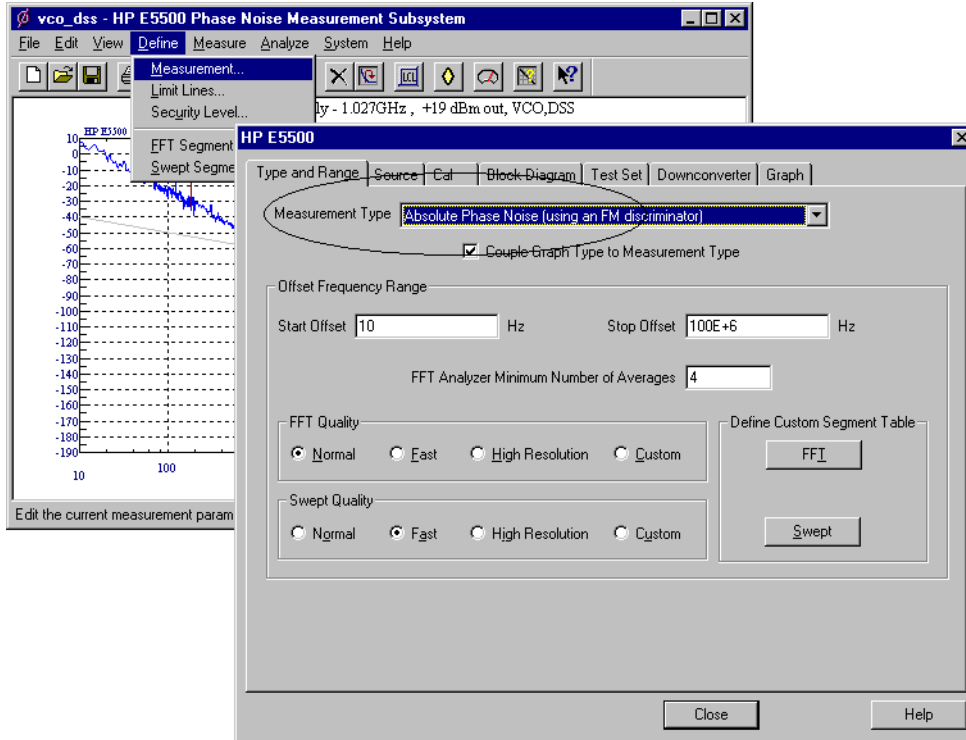 vco_dss - HP E5500 Phase Noise Measurement Subsystem
File Edit View Define Measure Analyze System Help
Measurement...
Limit Lines...
Security Level...
FFT Segment
Swept Segme
LCL
ly - 1.027GHz , +19 dBm out, VCO,DSS
HP E5500
10
0
-10
-20
-30
-40
-50
-60
-70
-80
-90
-100
-110
-120
-130
-140
-150
-160
-170
-180
-190
10
100
Edit the current measurement param
HP E5500
Type and Range Source Cal Block Diagram Test Set Downconverter Graph
Measurement Type Absolute Phase Noise (using an FM discriminator)
Couple Graph Type to Measurement Type
Offset Frequency Range
Start Offset 10 Hz Stop Offset 100E+6 Hz
FFT Analyzer Minimum Number of Averages 4
FFT Quality
Normal Fast High Resolution Custom
Swept Quality
Normal Fast High Resolution Custom
Define Custom Segment Table
FFT
Swept
Close Help